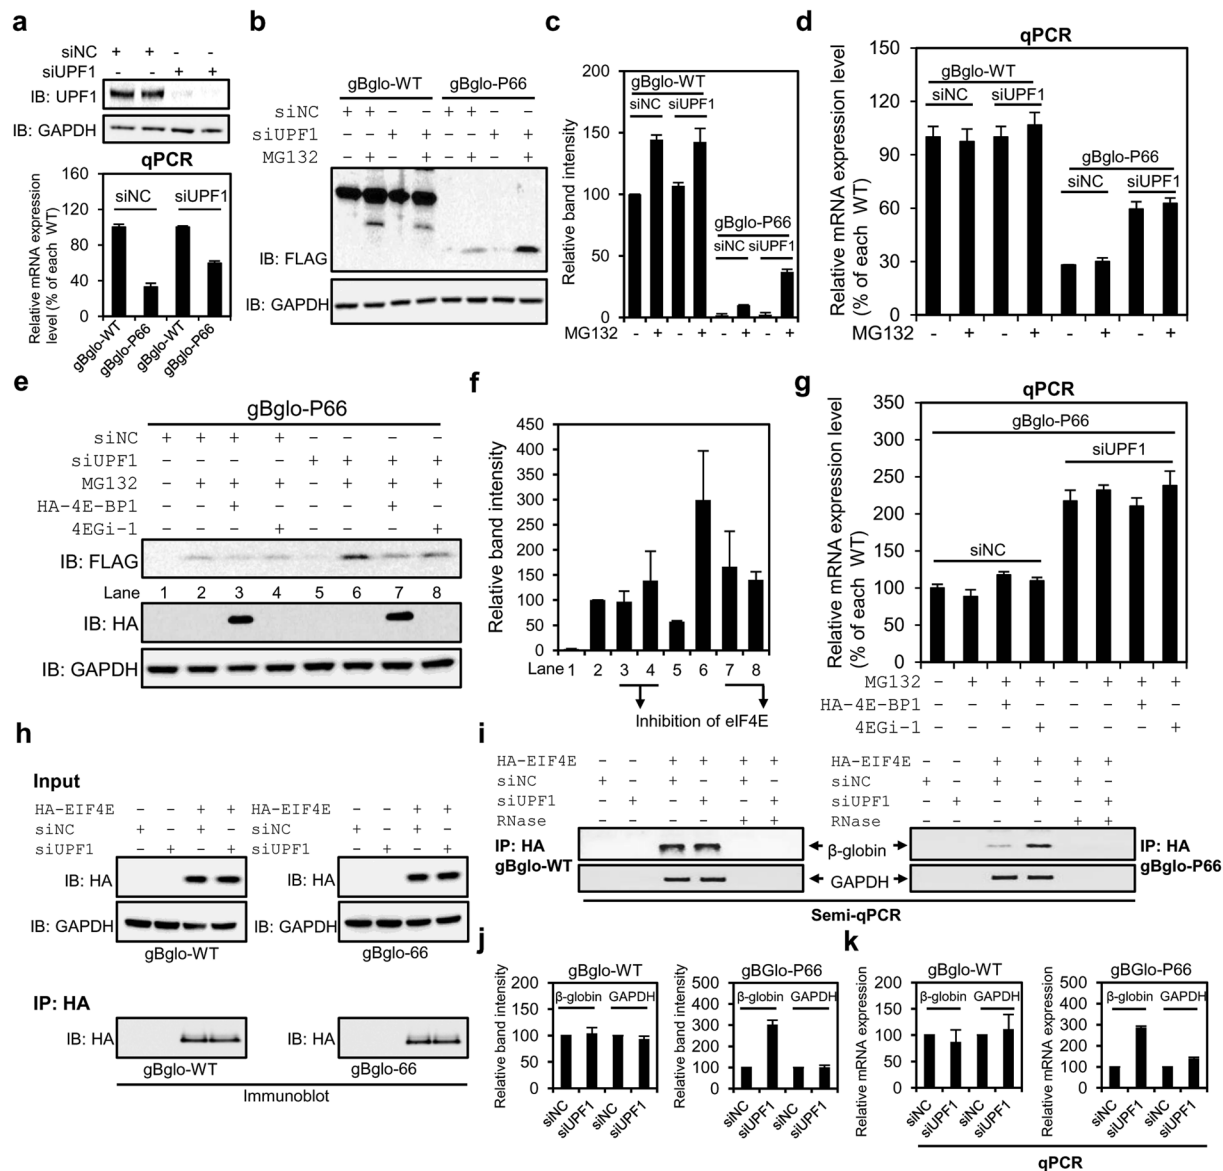 a
siNC + + - -
siUPF1 - - + +
IB: UPF1
IB: GAPDH
qPCR
Relative mRNA expression
level (% of each WT)
160
120
80
40
0
siNC siUPF1
gBglo-WT
gBglo-P66
gBglo-WT
gBglo-P66
b
gBglo-WT gBglo-P66
siNC + + − − + + − −
siUPF1 − − + + − − + +
MG132 − + − + − + − +
IB: FLAG
IB: GAPDH
c
Relative band intensity
200
150
100
50
0
gBglo-WT
siNC siUPF1
gBglo-P66
siNC siUPF1
MG132 - + - + - + - +
d
qPCR
Relative mRNA expression level
(% of each WT)
150
120
90
60
30
0
gBglo-WT
siNC siUPF1
gBglo-P66
siNC siUPF1
MG132 - + - + - + - +
e
gBglo-P66
siNC + + + + − − − −
siUPF1 − − − − + + + +
MG132 − + + + − + + +
HA-4E-BP1 − − + − − − + −
4EGi-1 − − − + − − − +
IB: FLAG
Lane 1 2 3 4 5 6 7 8
IB: HA
IB: GAPDH
f
Relative band intensity
450
400
350
300
250
200
150
100
50
0
Lane 1 2 3 4 5 6 7 8
Inhibition of eIF4E
g
qPCR
Relative mRNA expression level
(% of each WT)
350
300
250
200
150
100
50
0
gBglo-P66
siUPF1
siNC
MG132 − + + + − + + +
HA-4E-BP1 − − + − − − + −
4EGi-1 − − − + − − − +
h
Input
HA-EIF4E − − + + HA-EIF4E − − + +
siNC + − + − siNC + − + −
siUPF1 − + − + siUPF1 − + − +
IB: HA IB: HA
IB: GAPDH IB: GAPDH
gBglo-WT gBglo-66
IP: HA
IB: HA IB: HA
gBglo-WT gBglo-66
Immunoblot
i
HA-EIF4E − − + + + + HA-EIF4E − − + + + +
siNC + − + − + − siNC + − + − + −
siUPF1 − + − + − + siUPF1 − + − + − +
RNase − − − − + + RNase − − − − + +
IP: HA β-globin IP: HA
gBglo-WT GAPDH gBglo-P66
Semi-qPCR
j
gBglo-WT gBGlo-P66
Relative band intensity
200
150
100
50
0
β-globin GAPDH
siNC
siUPF1
siNC
siUPF1
Relative band intensity
500
400
300
200
100
0
β-globin GAPDH
siNC
siUPF1
siNC
siUPF1
k
gBglo-WT gBGlo-P66
Relative mRNA expression
200
150
100
50
0
β-globin GAPDH
siNC
siUPF1
siNC
siUPF1
Relative mRNA expression
500
400
300
200
100
0
β-globin GAPDH
siNC
siUPF1
siNC
siUPF1
qPCR